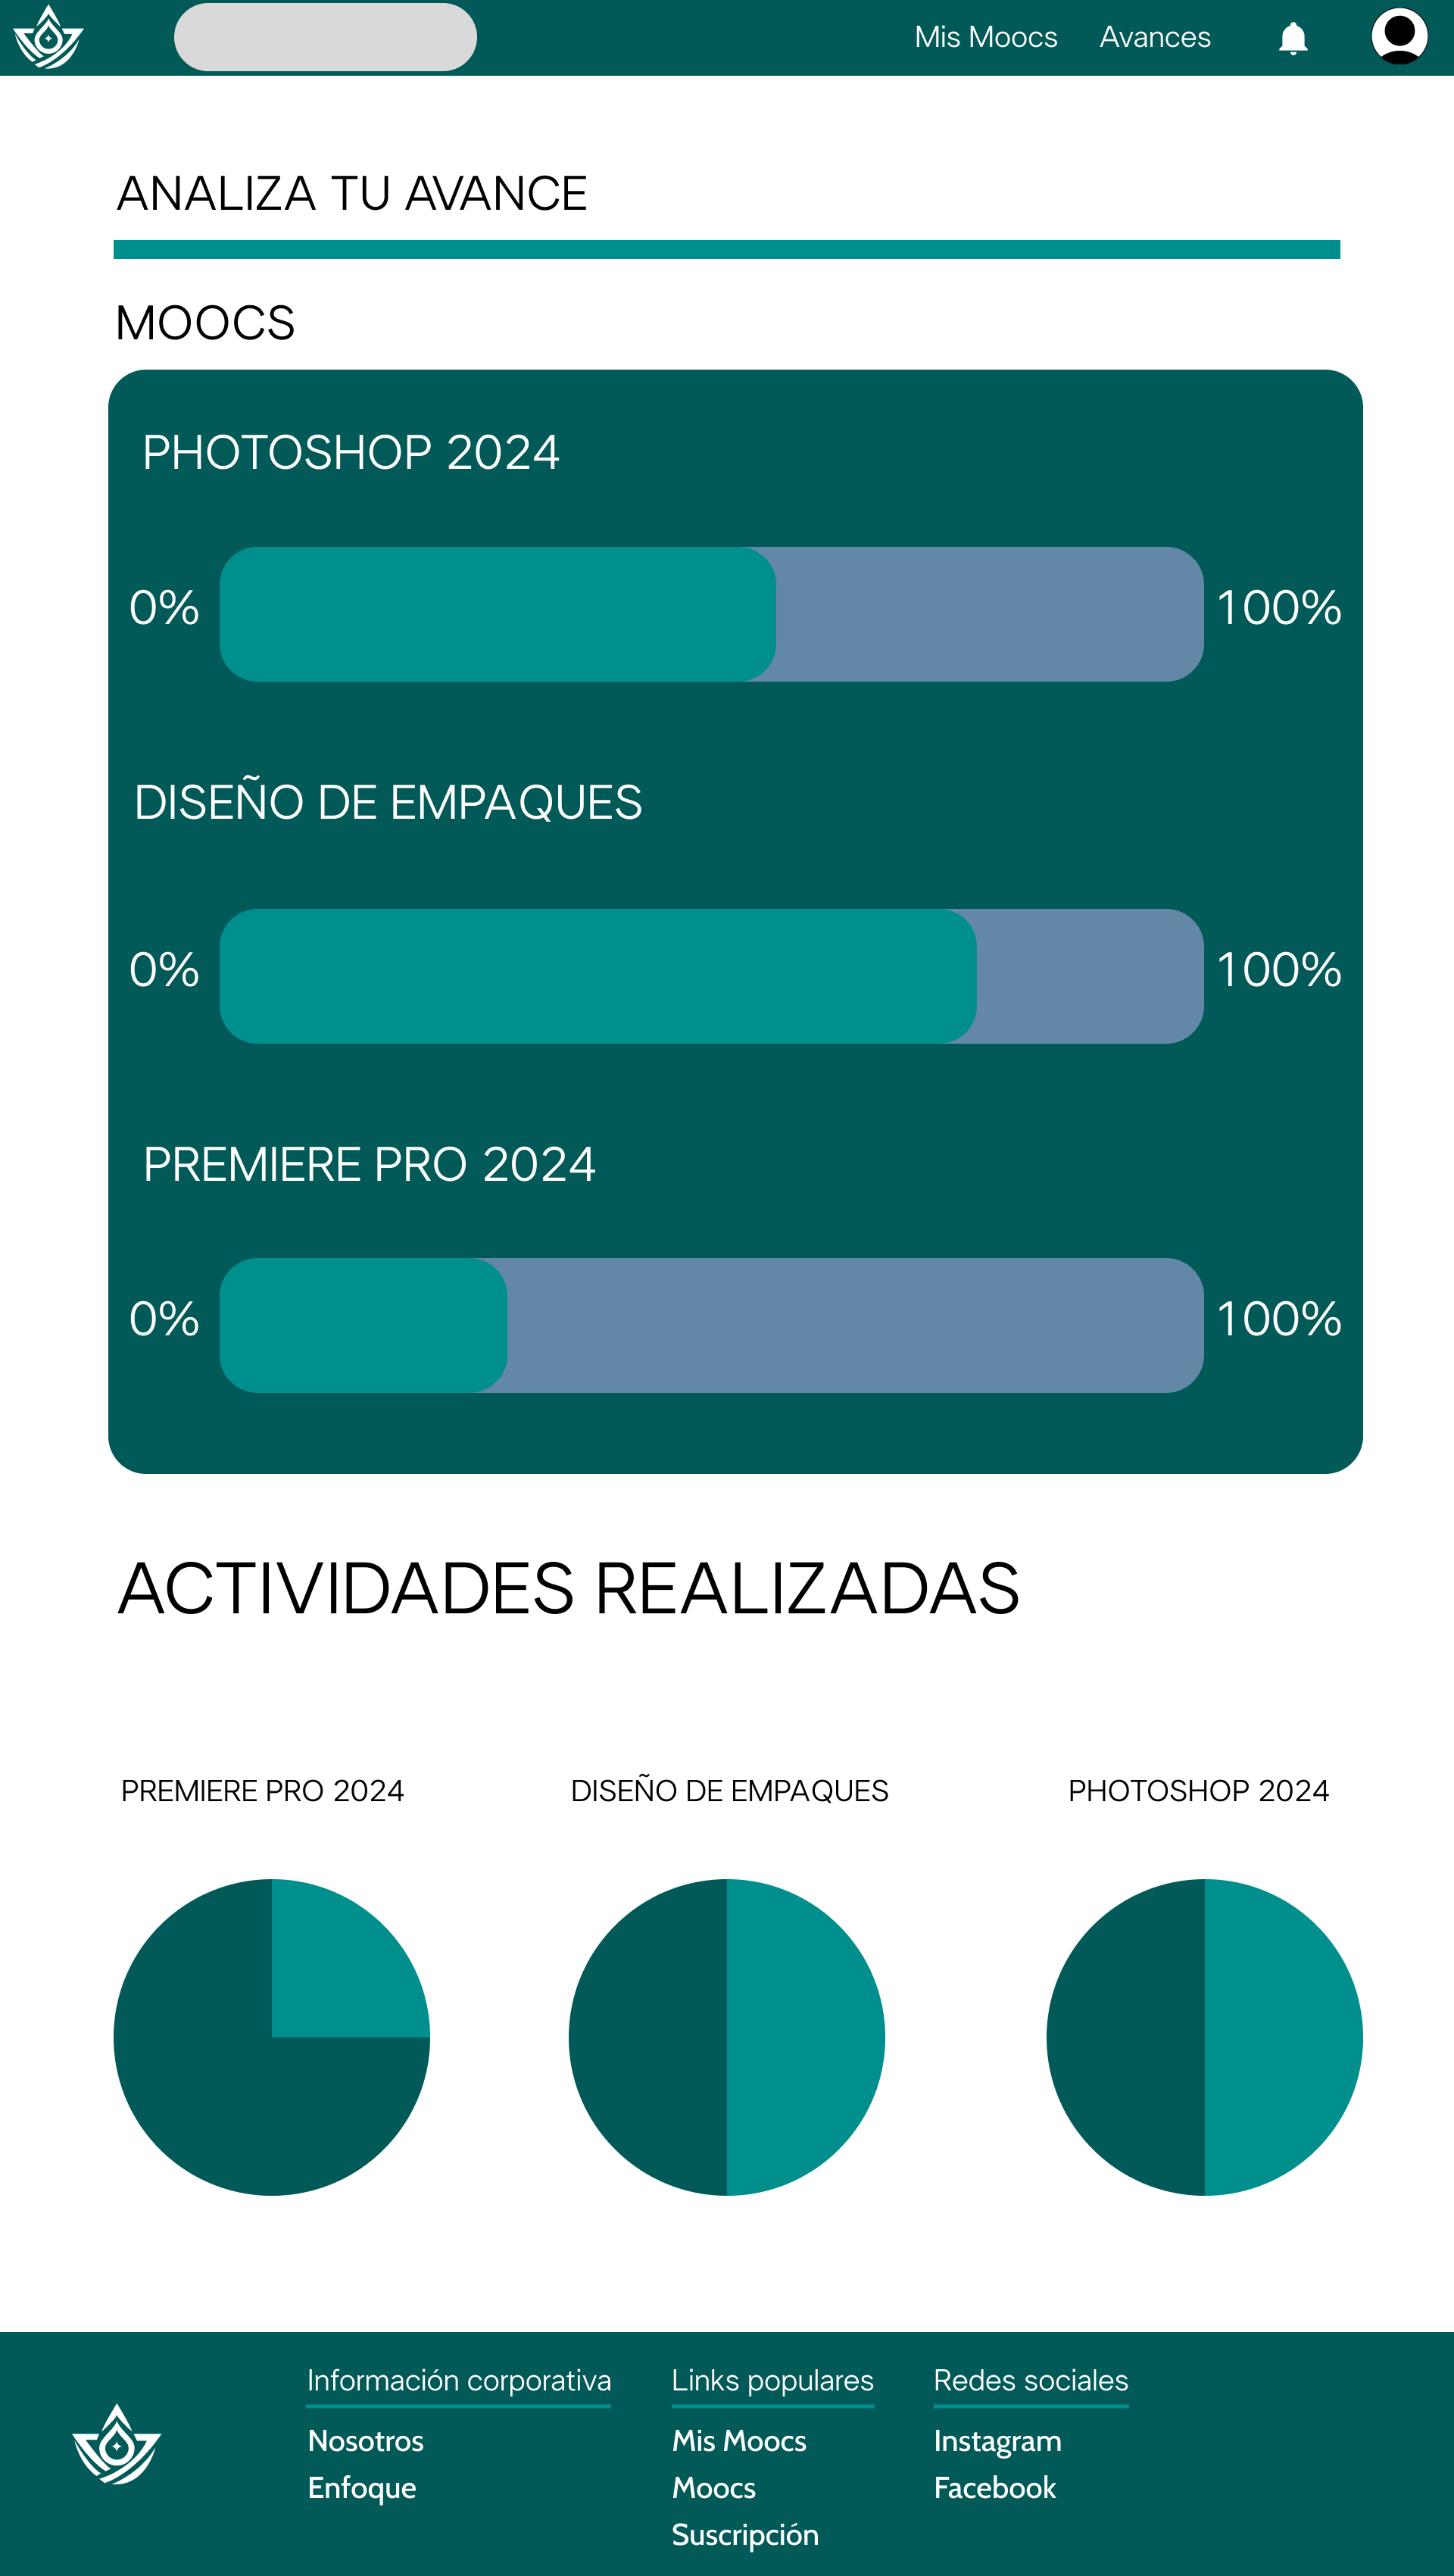 Mis Moocs Avances
ANALIZA TU AVANCE
MOOCS
PHOTOSHOP 2024
0% 100%
DISEÑO DE EMPAQUES
0% 100%
PREMIERE PRO 2024
0% 100%
ACTIVIDADES REALIZADAS
PREMIERE PRO 2024 DISEÑO DE EMPAQUES PHOTOSHOP 2024
Información corporativa
Nosotros
Enfoque
Links populares
Mis Moocs
Moocs
Suscripción
Redes sociales
Instagram
Facebook